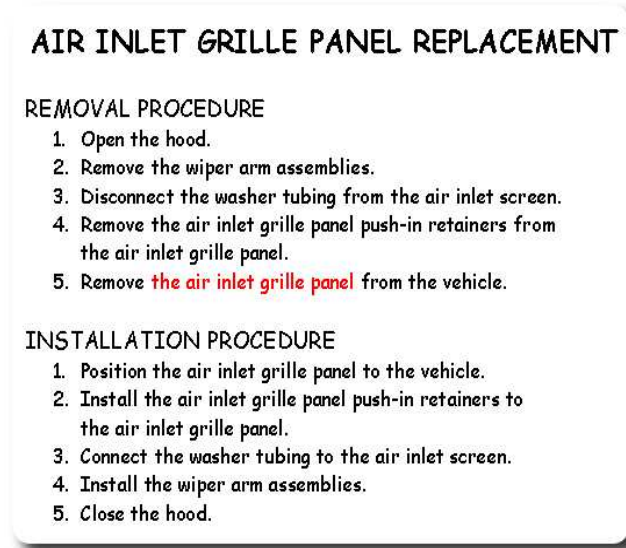 AIR INLET GRILLE PANEL REPLACEMENT
REMOVAL PROCEDURE
1. Open the hood.
2. Remove the wiper arm assemblies.
3. Disconnect the washer tubing from the air inlet screen.
4. Remove the air inlet grille panel push-in retainers from
the air inlet grille panel.
5. Remove the air inlet grille panel from the vehicle.
INSTALLATION PROCEDURE
1. Position the air inlet grille panel to the vehicle.
2. Install the air inlet grille panel push-in retainers to
the air inlet grille panel.
3. Connect the washer tubing to the air inlet screen.
4. Install the wiper arm assemblies.
5. Close the hood.